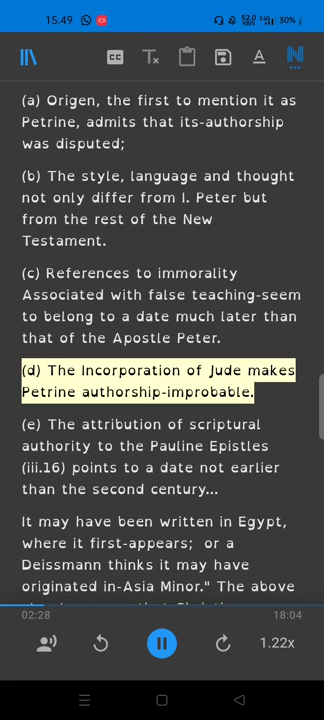 15.49
52.0
30%
CC
T×
A
N
(a) Origen, the first to mention it as
Petrine, admits that its-authorship
was disputed;
(b) The style, language and thought
not only differ from I. Peter but
from the rest of the New
Testament.
(c) References to immorality
Associated with false teaching-seem
to belong to a date much later than
that of the Apostle Peter.
(d) The Incorporation of Jude makes
Petrine authorship-improbable.
(e) The attribution of scriptural
authority to the Pauline Epistles
(iii.16) points to a date not earlier
than the second century...
It may have been written in Egypt,
where it first-appears;  or a
Deissmann thinks it may have
originated in-Asia Minor." The above
02:28
18:04
1.22x